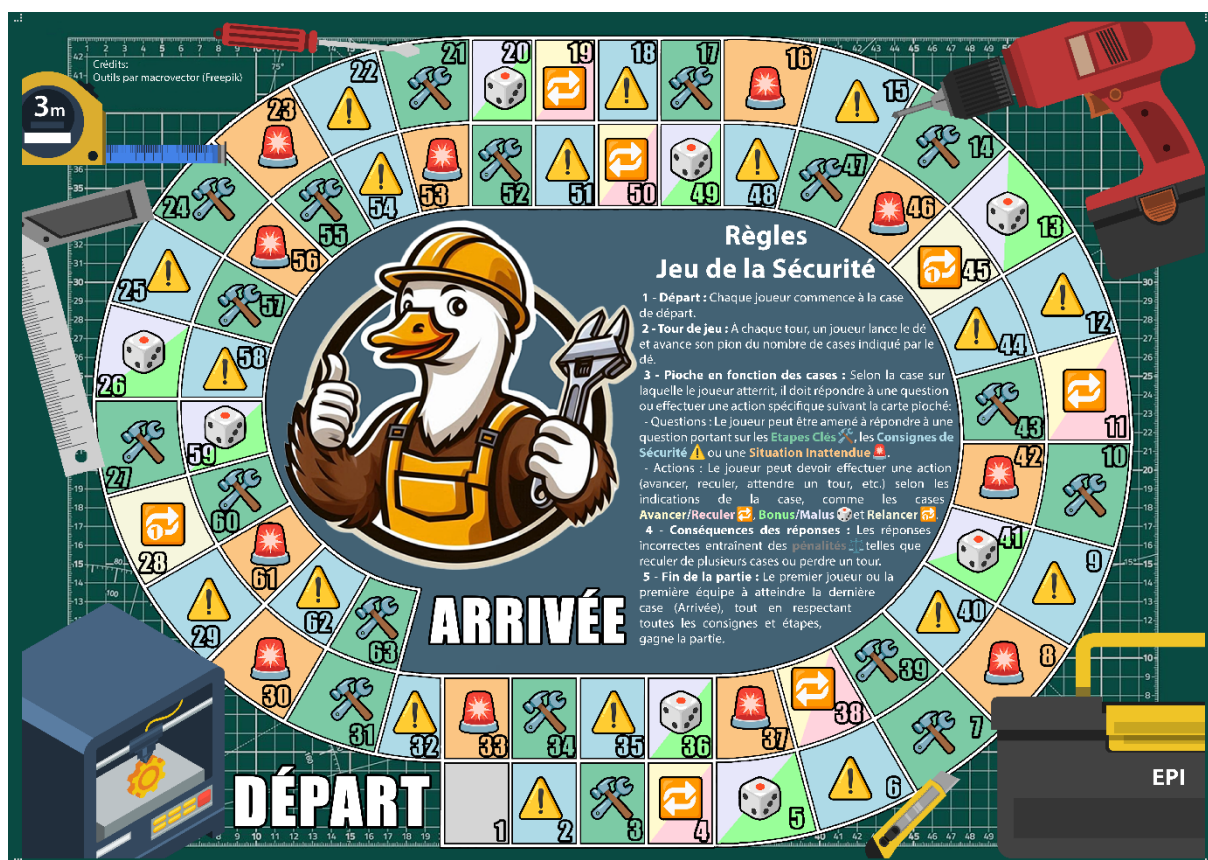 Crédits:
Outils par macrovector (Freepik)
3m
Règles
Jeu de la Sécurité
1 - Départ : Chaque joueur commence à la case
de départ.
2 - Tour de jeu : À chaque tour, un joueur lance le dé
et avance son pion du nombre de cases indiqué par le
dé.
3 - Pioche en fonction des cases : Selon la case sur
laquelle le joueur atterrit, il doit répondre à une question
ou effectuer une action spécifique suivant la carte pioché:
- Questions : Le joueur peut être amené à répondre à une
question portant sur les Etapes Clés 🛠️, les Consignes de
Sécurité ⚠️ ou une Situation Inattendue 🚨.
- Actions : Le joueur peut devoir effectuer une action
(avancer, reculer, attendre un tour, etc.) selon les
indications de la case, comme les cases
Avancer/Reculer 🔁, Bonus/Malus 🎲 et Relancer 🔂.
4 - Conséquences des réponses : Les réponses
incorrectes entraînent des pénalités ⚖️ telles que
reculer de plusieurs cases ou perdre un tour.
5 - Fin de la partie : Le premier joueur ou la
première équipe à atteindre la dernière
case (Arrivée), tout en respectant
toutes les consignes et étapes,
gagne la partie.
ARRIVÉE
DÉPART
EPI
1
2
3
4
5
6
7
8
9
10
11
12
13
14
15
16
17
18
19
20
21
22
23
24
25
26
27
28
29
30
31
32
33
34
35
36
37
38
39
40
41
42
43
44
45
46
47
48
49
50
51
52
53
54
55
56
57
58
59
60
61
62
63